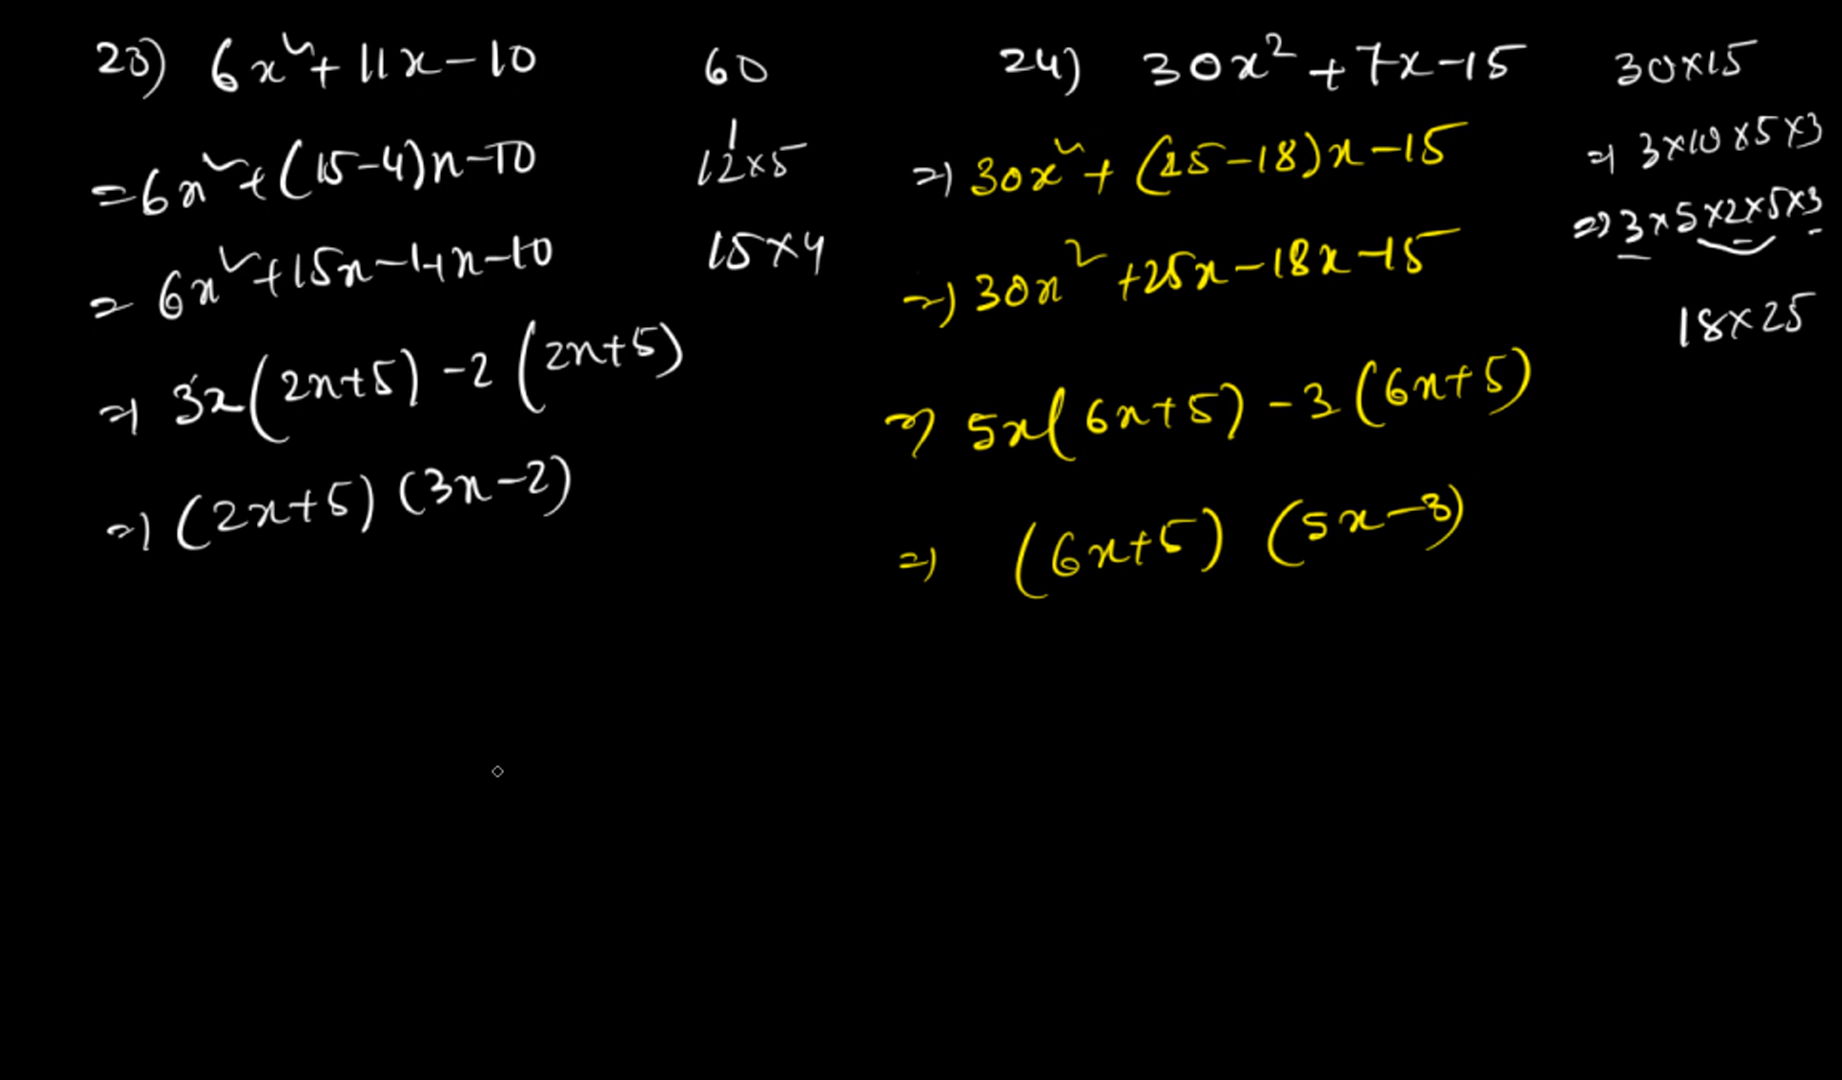 23) 6x²+11x-10
60
=6x²+(15-4)x-10
12×5
=6x²+15x-4x-10
15×4
⇒ 3x(2x+5)-2(2x+5)
⇒ (2x+5)(3x-2)
24) 30x²+7x-15
30×15
⇒ 30x²+(25-18)x-15
⇒ 3×10×5×3
⇒ 30x²+25x-18x-15
⇒ 3×5×2×5×3
18×25
⇒ 5x(6x+5)-3(6x+5)
⇒ (6x+5)(5x-3)